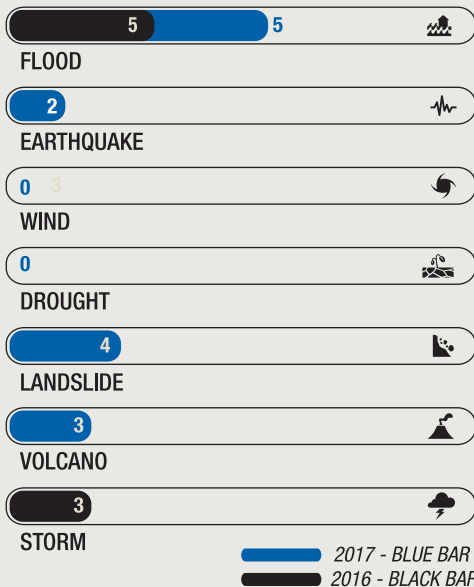 5 5
FLOOD
2
EARTHQUAKE
0 3
WIND
0
DROUGHT
4
LANDSLIDE
3
VOLCANO
3
STORM
2017 - BLUE BAR
2016 - BLACK BAR